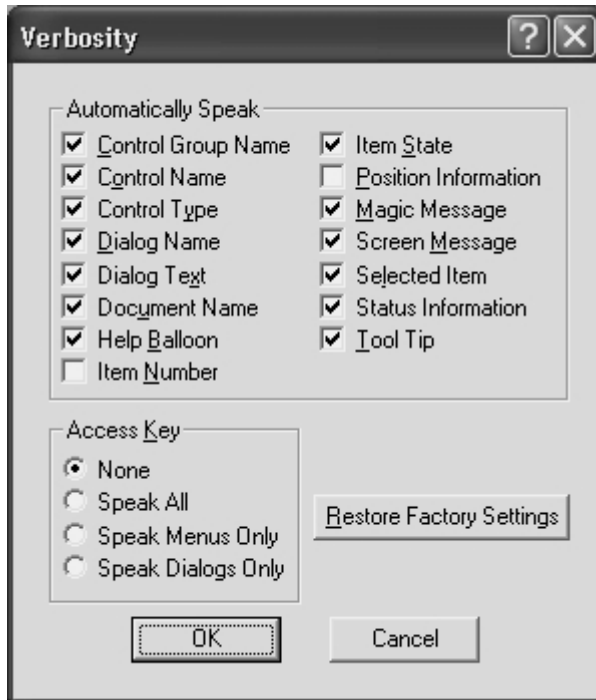 Verbosity
Automatically Speak
Control Group Name
Control Name
Control Type
Dialog Name
Dialog Text
Document Name
Help Balloon
Item Number
Item State
Position Information
Magic Message
Screen Message
Selected Item
Status Information
Tool Tip
Access Key
None
Speak All
Speak Menus Only
Speak Dialogs Only
Restore Factory Settings
OK
Cancel